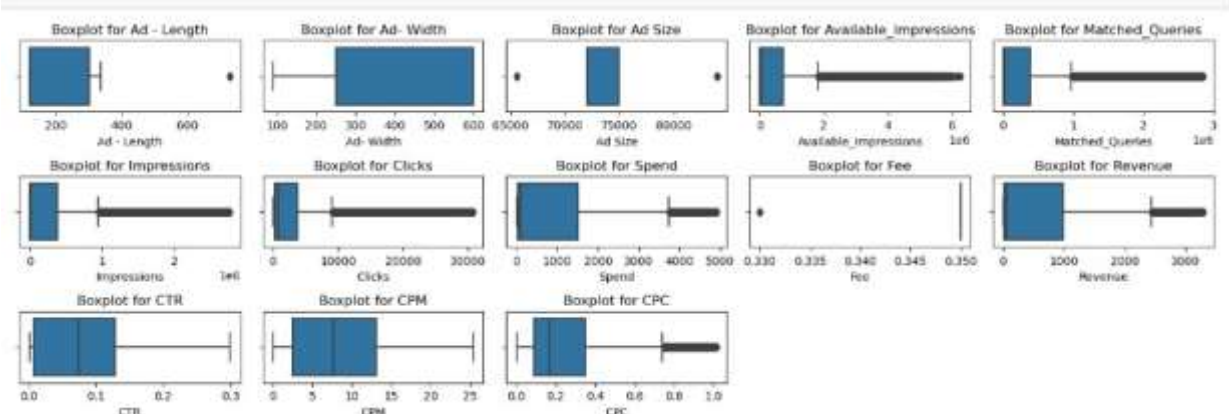 Boxplot for Ad - Length
Boxplot for Ad- Width
Boxplot for Ad Size
Boxplot for Available_Impressions
Boxplot for Matched_Queries
200 400 600
100 200 300 400 500 600
65000 70000 75000 80000
0 2 4 6
0 1 2 3
Ad - Length
Ad- Width
Ad Size
Available_Impressions
1e6
Matched_Queries
1e6
Boxplot for Impressions
Boxplot for Clicks
Boxplot for Spend
Boxplot for Fee
Boxplot for Revenue
0 1 2
0 10000 20000 30000
0 1000 2000 3000 4000 5000
0.330 0.335 0.340 0.345 0.350
0 1000 2000 3000
Impressions
1e6
Clicks
Spend
Fee
Revenue
Boxplot for CTR
Boxplot for CPM
Boxplot for CPC
0.0 0.1 0.2 0.3
0 5 10 15 20 25
0.0 0.2 0.4 0.6 0.8 1.0
CTR
CPM
CPC